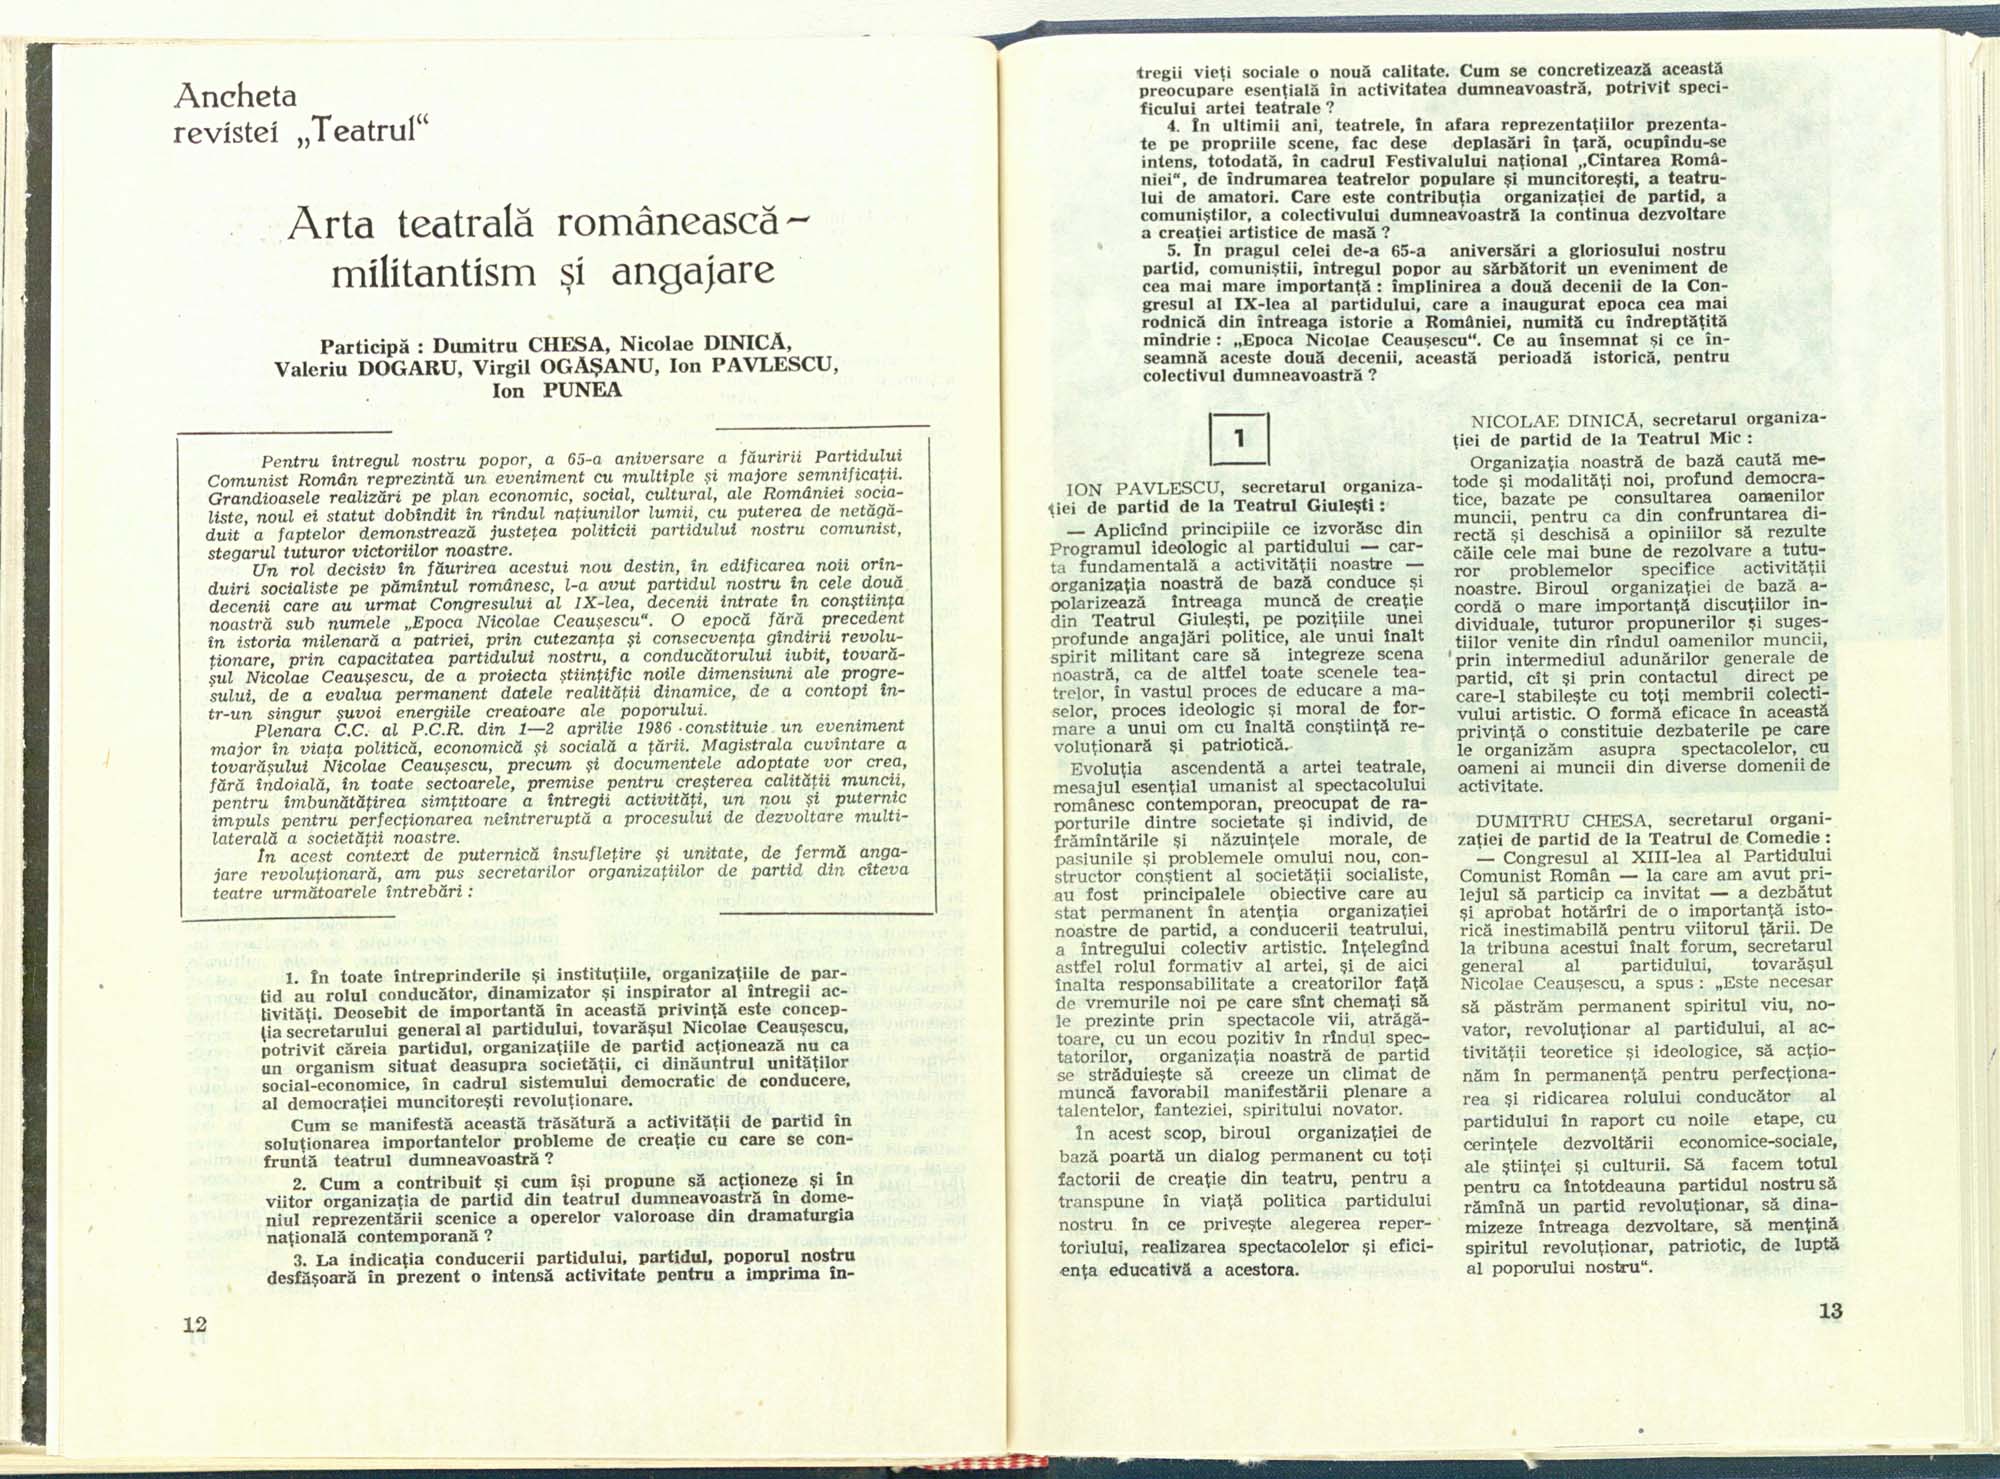 Ancheta
revistei „Teatrul“
Arta teatrală românească –
militantism și angajare
Participă : Dumitru CHESA, Nicolae DINICĂ,
Valeriu DOGARU, Virgil OGĂȘANU, Ion PAVLESCU,
Ion PUNEA
Pentru întregul nostru popor, a 65-a aniversare a făuririi Partidului
Comunist Român reprezintă un eveniment cu multiple și majore semnificații.
Grandioasele realizări pe plan economic, social, cultural, ale României socia-
liste, noul ei statut dobîndit în rîndul națiunilor lumii, cu puterea de netăgă-
duit a faptelor demonstrează justețea politicii partidului nostru comunist,
stegarul tuturor victoriilor noastre.
Un rol decisiv în făurirea acestui nou destin, în edificarea noii orîn-
duiri socialiste pe pămîntul românesc, l-a avut partidul nostru în cele două
decenii care au urmat Congresului al IX-lea, decenii intrate în conștiința
noastră sub numele „Epoca Nicolae Ceaușescu“. O epocă fără precedent
în istoria milenară a patriei, prin cutezanța și consecvența gîndirii revolu-
ționare, prin capacitatea partidului nostru, a conducătorului iubit, tovară-
șul Nicolae Ceaușescu, de a proiecta științific noile dimensiuni ale progre-
sului, de a evalua permanent datele realității dinamice, de a contopi în-
tr-un singur șuvoi energiile creatoare ale poporului.
Plenara C.C. al P.C.R. din 1—2 aprilie 1986 constituie un eveniment
major în viața politică, economică și socială a țării. Magistrala cuvîntare a
tovarășului Nicolae Ceaușescu, precum și documentele adoptate vor crea,
fără îndoială, în toate sectoarele, premise pentru creșterea calității muncii,
pentru îmbunătățirea simțitoare a întregii activități, un nou și puternic
impuls pentru perfecționarea neîntreruptă a procesului de dezvoltare multi-
laterală a societății noastre.
În acest context de puternică însuflețire și unitate, de fermă anga-
jare revoluționară, am pus secretarilor organizațiilor de partid din cîteva
teatre următoarele întrebări :
1. În toate întreprinderile și instituțiile, organizațiile de par-
tid au rolul conducător, dinamizator și inspirator al întregii ac-
tivități. Deosebit de importantă în această privință este concep-
ția secretarului general al partidului, tovarășul Nicolae Ceaușescu,
potrivit căreia partidul, organizațiile de partid acționează nu ca
un organism situat deasupra societății, ci dinăuntrul unităților
social-economice, în cadrul sistemului democratic de conducere,
al democrației muncitorești revoluționare.
Cum se manifestă această trăsătură a activității de partid în
soluționarea importantelor probleme de creație cu care se con-
fruntă teatrul dumneavoastră ?
2. Cum a contribuit și cum își propune să acționeze și în
viitor organizația de partid din teatrul dumneavoastră în dome-
niul reprezentării scenice a operelor valoroase din dramaturgia
națională contemporană ?
3. La indicația conducerii partidului, partidul, poporul nostru
desfășoară în prezent o intensă activitate pentru a imprima în-
12
tregii vieți sociale o nouă calitate. Cum se concretizează această
preocupare esențială în activitatea dumneavoastră, potrivit speci-
ficului artei teatrale ?
4. În ultimii ani, teatrele, în afara reprezentațiilor prezenta-
te pe propriile scene, fac dese deplasări în țară, ocupîndu-se
intens, totodată, în cadrul Festivalului național „Cîntarea Româ-
niei“, de îndrumarea teatrelor populare și muncitorești, a teatru-
lui de amatori. Care este contribuția organizației de partid, a
comuniștilor, a colectivului dumneavoastră la continua dezvoltare
a creației artistice de masă ?
5. În pragul celei de-a 65-a aniversări a gloriosului nostru
partid, comuniștii, întregul popor au sărbătorit un eveniment de
cea mai mare importanță : împlinirea a două decenii de la Con-
gresul al IX-lea al partidului, care a inaugurat epoca cea mai
rodnică din întreaga istorie a României, numită cu îndreptățită
mîndrie : „Epoca Nicolae Ceaușescu“. Ce au însemnat și ce în-
seamnă aceste două decenii, această perioadă istorică, pentru
colectivul dumneavoastră ?
1
ION PAVLESCU, secretarul organiza-
ției de partid de la Teatrul Giulești :
— Aplicînd principiile ce izvorăsc din
Programul ideologic al partidului — car-
ta fundamentală a activității noastre —
organizația noastră de bază conduce și
polarizează întreaga muncă de creație
din Teatrul Giulești, pe pozițiile unei
profunde angajări politice, ale unui înalt
spirit militant care să integreze scena
noastră, ca de altfel toate scenele tea-
trelor, în vastul proces de educare a ma-
selor, proces ideologic și moral de for-
mare a unui om cu înaltă conștiință re-
voluționară și patriotică.
Evoluția ascendentă a artei teatrale,
mesajul esențial umanist al spectacolului
românesc contemporan, preocupat de ra-
porturile dintre societate și individ, de
frămîntările și năzuințele morale, de
pasiunile și problemele omului nou, con-
structor conștient al societății socialiste,
au fost principalele obiective care au
stat permanent în atenția organizației
noastre de partid, a conducerii teatrului,
a întregului colectiv artistic. Înțelegînd
astfel rolul formativ al artei, și de aici
înalta responsabilitate a creatorilor față
de vremurile noi pe care sînt chemați să
le prezinte prin spectacole vii, atrăgă-
toare, cu un ecou pozitiv în rîndul spec-
tatorilor, organizația noastră de partid
se străduiește să creeze un climat de
muncă favorabil manifestării plenare a
talentelor, fanteziei, spiritului novator.
În acest scop, biroul organizației de
bază poartă un dialog permanent cu toți
factorii de creație din teatru, pentru a
transpune în viață politica partidului
nostru în ce privește alegerea reper-
toriului, realizarea spectacolelor și efici-
ența educativă a acestora.
NICOLAE DINICĂ, secretarul organiza-
ției de partid de la Teatrul Mic :
Organizația noastră de bază caută me-
tode și modalități noi, profund democra-
tice, bazate pe consultarea oamenilor
muncii, pentru ca din confruntarea di-
rectă și deschisă a opiniilor să rezulte
căile cele mai bune de rezolvare a tutu-
ror problemelor specifice activității
noastre. Biroul organizației de bază a-
cordă o mare importanță discuțiilor in-
dividuale, tuturor propunerilor și suges-
tiilor venite din rîndul oamenilor muncii,
prin intermediul adunărilor generale de
partid, cît și prin contactul direct pe
care-l stabilește cu toți membrii colecti-
vului artistic. O formă eficace în această
privință o constituie dezbaterile pe care
le organizăm asupra spectacolelor, cu
oameni ai muncii din diverse domenii de
activitate.
DUMITRU CHESA, secretarul organi-
zației de partid de la Teatrul de Comedie :
— Congresul al XIII-lea al Partidului
Comunist Român — la care am avut pri-
lejul să particip ca invitat — a dezbătut
și aprobat hotărîri de o importanță isto-
rică inestimabilă pentru viitorul țării. De
la tribuna acestui înalt forum, secretarul
general al partidului, tovarășul
Nicolae Ceaușescu, a spus : „Este necesar
să păstrăm permanent spiritul viu, no-
vator, revoluționar al partidului, al ac-
tivității teoretice și ideologice, să acțio-
năm în permanență pentru perfecționa-
rea și ridicarea rolului conducător al
partidului în raport cu noile etape, cu
cerințele dezvoltării economice-sociale,
ale științei și culturii. Să facem totul
pentru ca întotdeauna partidul nostru să
rămînă un partid revoluționar, să dina-
mizeze întreaga dezvoltare, să mențină
spiritul revoluționar, patriotic, de luptă
al poporului nostru“.
13